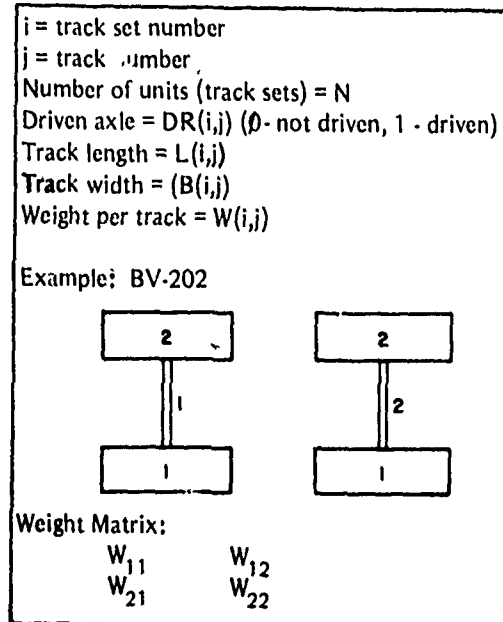 i = track set number
j = track number
Number of units (track sets) = N
Driven axle = DR(i,j) (0 - not driven, 1 - driven)
Track length = L(i,j)
Track width = (B(i,j)
Weight per track = W(i,j)
Example: BV-202
2 2
1 2
1 1
Weight Matrix:
W11 W12
W21 W22